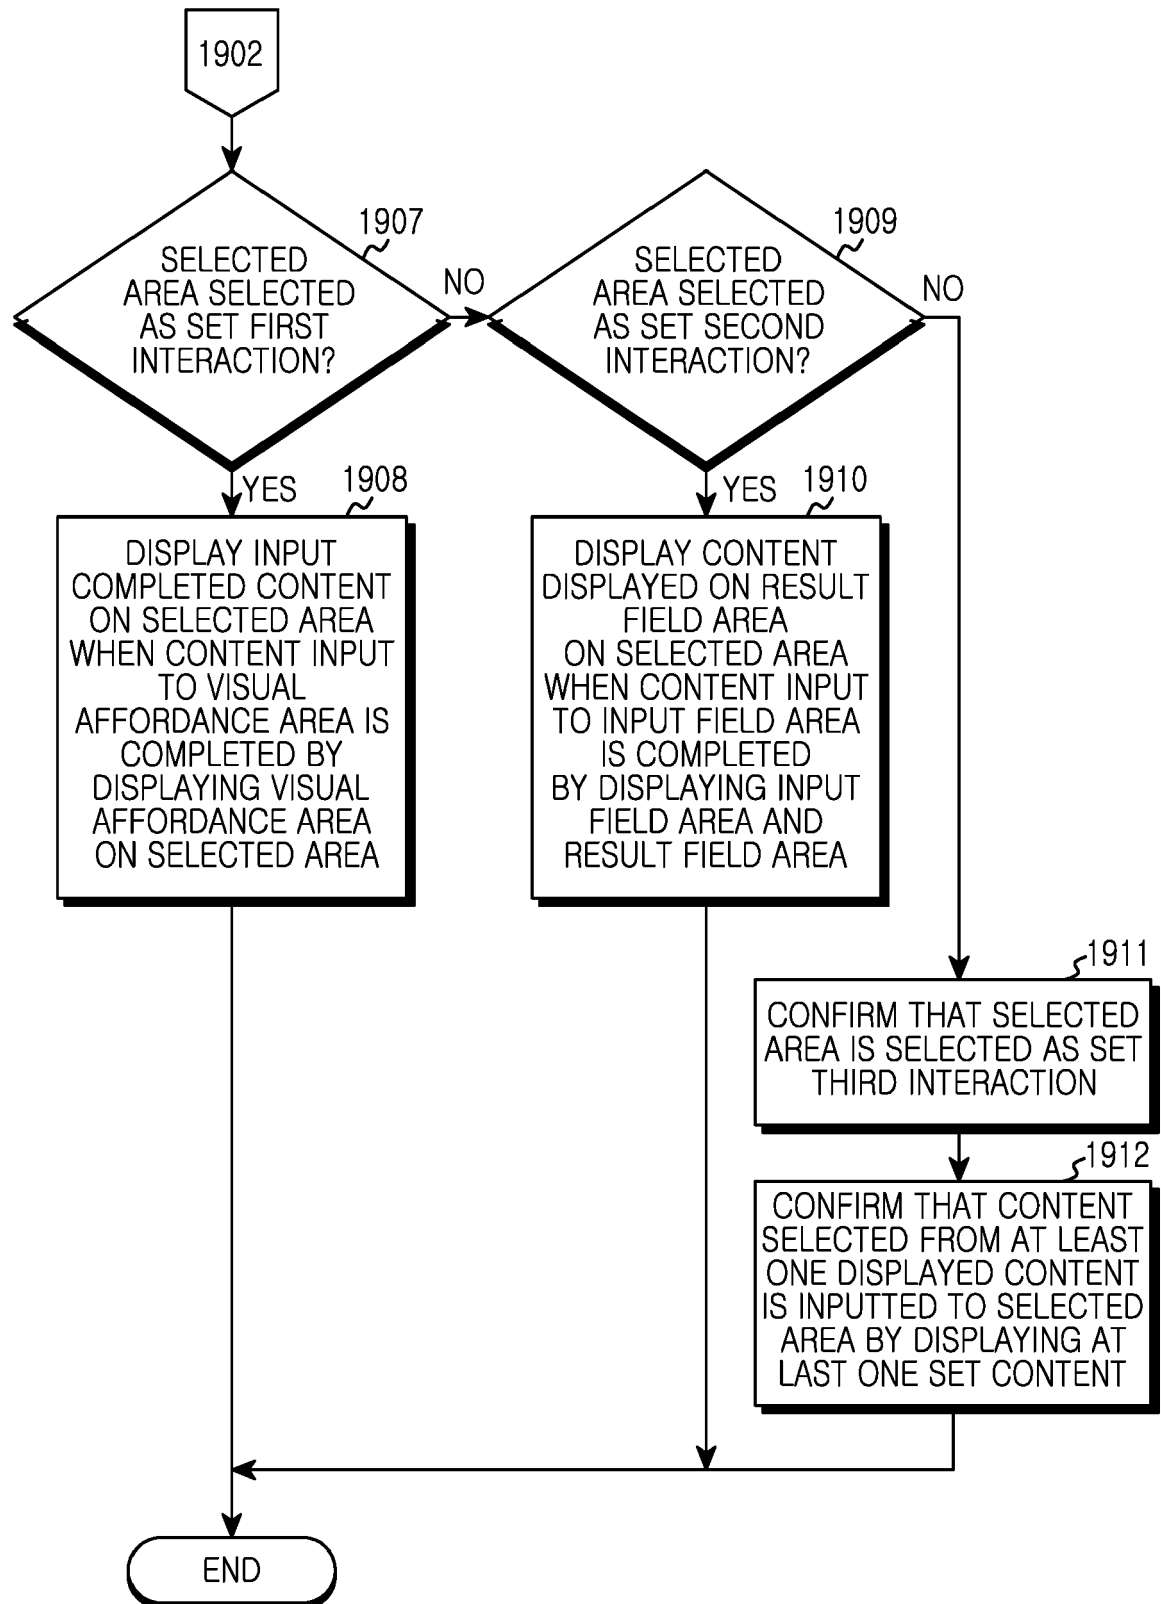 1902
1907
SELECTED
AREA SELECTED
AS SET FIRST
INTERACTION?
NO
YES
1909
SELECTED
AREA SELECTED
AS SET SECOND
INTERACTION?
NO
YES
1908
DISPLAY INPUT
COMPLETED CONTENT
ON SELECTED AREA
WHEN CONTENT INPUT
TO VISUAL
AFFORDANCE AREA IS
COMPLETED BY
DISPLAYING VISUAL
AFFORDANCE AREA
ON SELECTED AREA
1910
DISPLAY CONTENT
DISPLAYED ON RESULT
FIELD AREA
ON SELECTED AREA
WHEN CONTENT INPUT
TO INPUT FIELD AREA
IS COMPLETED
BY DISPLAYING INPUT
FIELD AREA AND
RESULT FIELD AREA
1911
CONFIRM THAT SELECTED
AREA IS SELECTED AS SET
THIRD INTERACTION
1912
CONFIRM THAT CONTENT
SELECTED FROM AT LEAST
ONE DISPLAYED CONTENT
IS INPUTTED TO SELECTED
AREA BY DISPLAYING AT
LAST ONE SET CONTENT
END